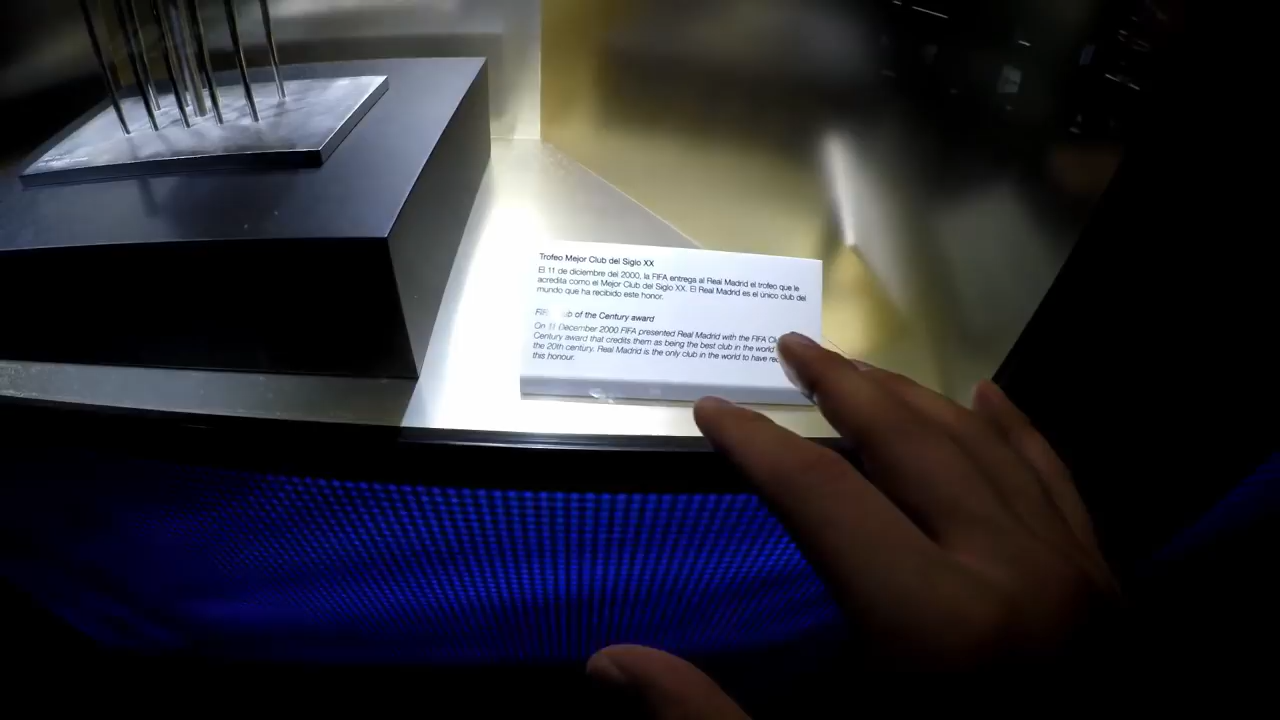 Trofeo Mejor Club del Siglo XX
El 11 de diciembre del 2000, la FIFA entrega al Real Madrid el trofeo que le
acredita como el Mejor Club del Siglo XX. El Real Madrid es el único club del
mundo que ha recibido este honor.
of the Century award
On 11 December 2000 FIFA presented Real Madrid with the FIFA
Century award that credits them as being the best club in the world
the 20th century. Real Madrid is the only club in the world to have
this honour.